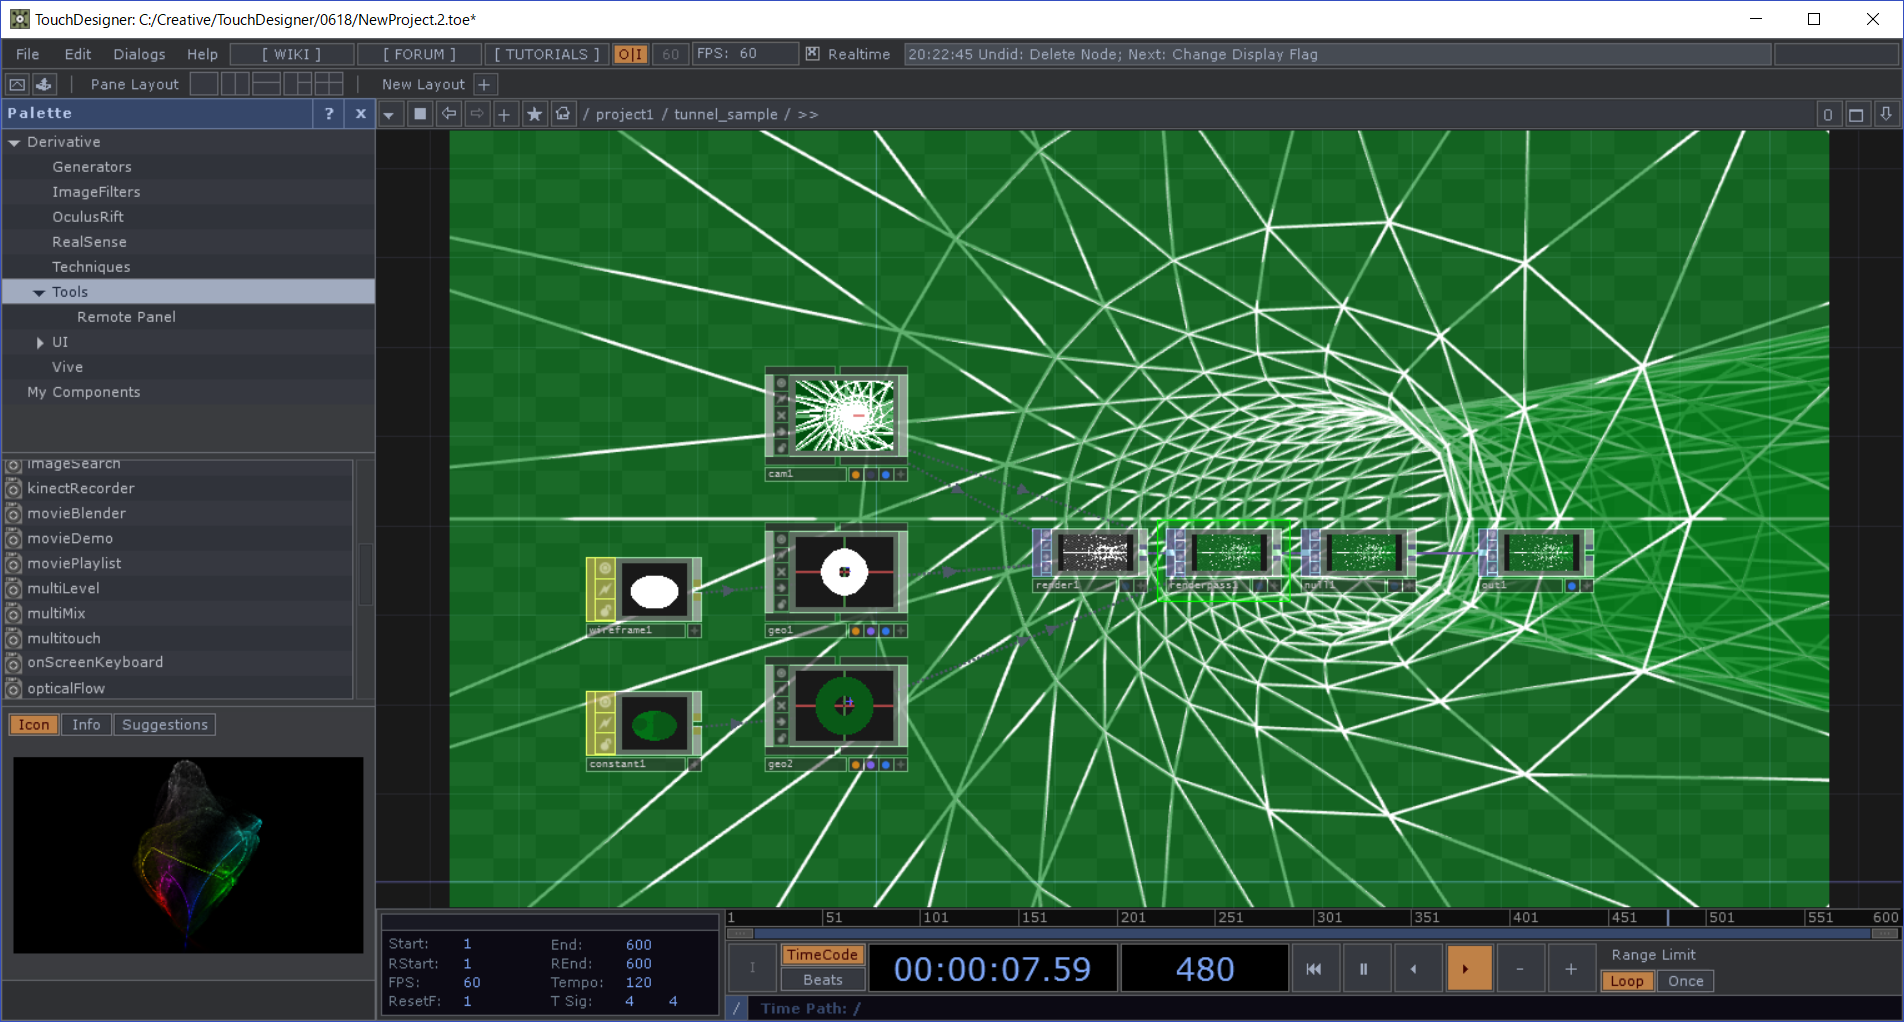 TouchDesigner: C:/Creative/TouchDesigner/0618/NewProject.2.toe*
File Edit Dialogs Help [ WIKI ] [ FORUM ] [ TUTORIALS ] O|I 60 FPS: 60 Realtime 20:22:45 Undid: Delete Node; Next: Change Display Flag
Pane Layout New Layout +
Palette ? x / project1 / tunnel_sample / >> 0
Derivative
Generators
ImageFilters
OculusRift
RealSense
Techniques
Tools
Remote Panel
UI
Vive
My Components
imageSearch
kinectRecorder
movieBlender
movieDemo
moviePlaylist
multiLevel
multiMix
multitouch
onScreenKeyboard
opticalFlow
Icon Info Suggestions
cam1
render1
renderpass1
null1
out1
wireframe1
geo1
constant1
geo2
1 51 101 151 201 251 301 351 401 451 501 551 600
Start: 1 End: 600
RStart: 1 REnd: 600
FPS: 60 Tempo: 120
ResetF: 1 T Sig: 4 4
I TimeCode Beats 00:00:07.59 480 - + Range Limit
Loop Once
/ Time Path: /